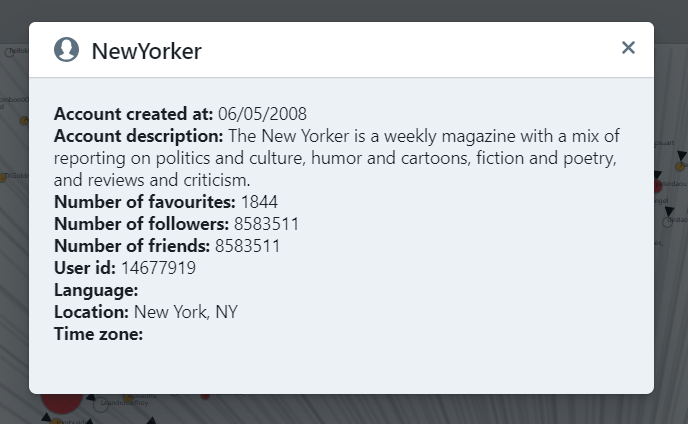 NewYorker
Account created at: 06/05/2008
Account description: The New Yorker is a weekly magazine with a mix of
reporting on politics and culture, humor and cartoons, fiction and poetry,
and reviews and criticism.
Number of favourites: 1844
Number of followers: 8583511
Number of friends: 8583511
User id: 14677919
Language:
Location: New York, NY
Time zone: